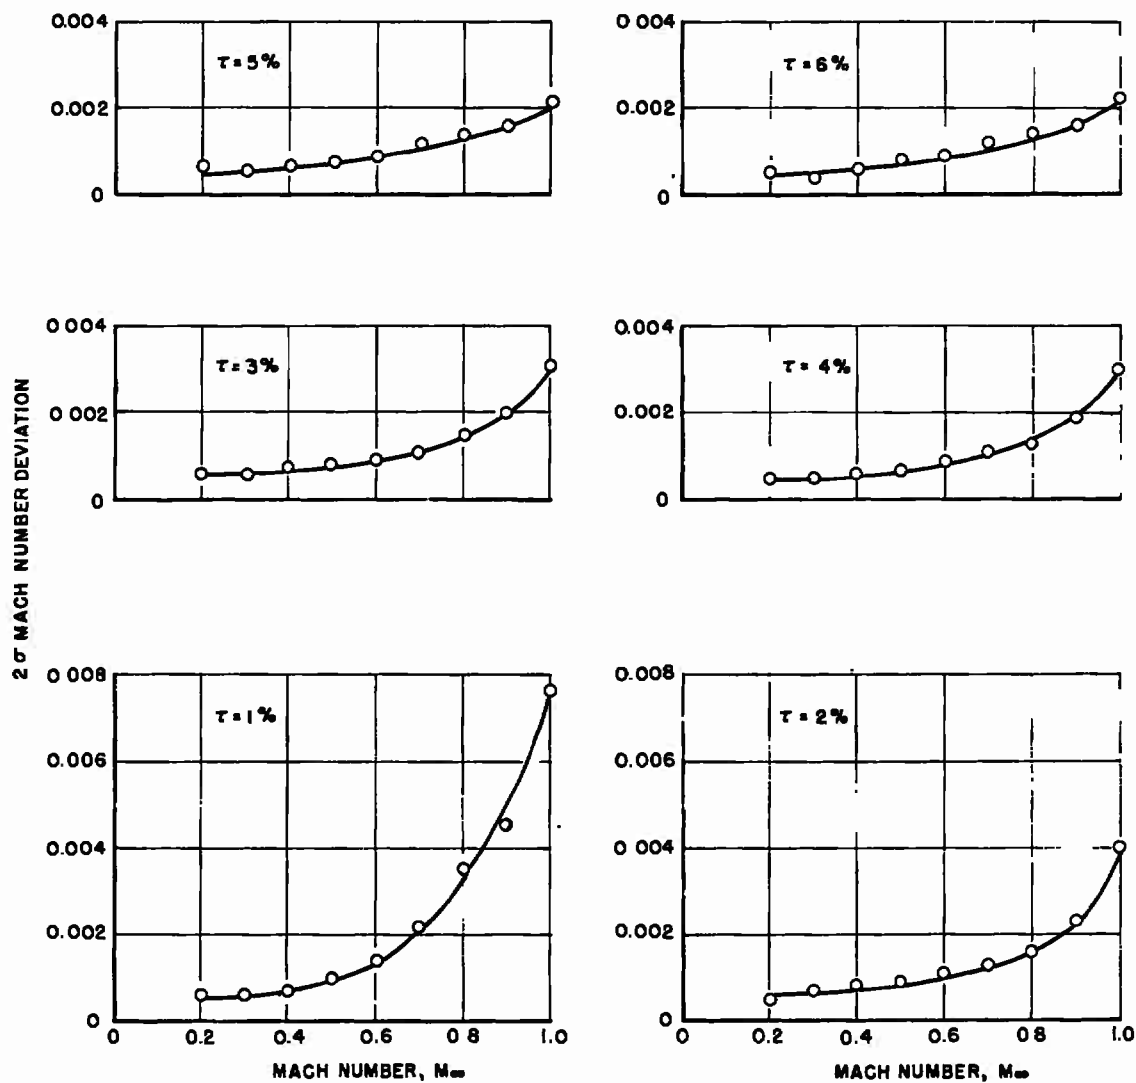 0.004
τ = 5%
0.002
0
0.004
τ = 6%
0.002
0
0.004
τ = 3%
0.002
0
0.004
τ = 4%
0.002
0
2σ MACH NUMBER DEVIATION
0.008
τ = 1%
0.006
0.004
0.002
0
0 0.2 0.4 0.6 0.8 1.0
MACH NUMBER, M∞
0.008
τ = 2%
0.006
0.004
0.002
0
0 0.2 0.4 0.6 0.8 1.0
MACH NUMBER, M∞